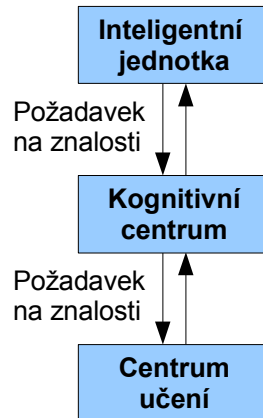 Inteligentní
jednotka
Požadavek
na znalosti
Kognitivní
centrum
Požadavek
na znalosti
Centrum
učení